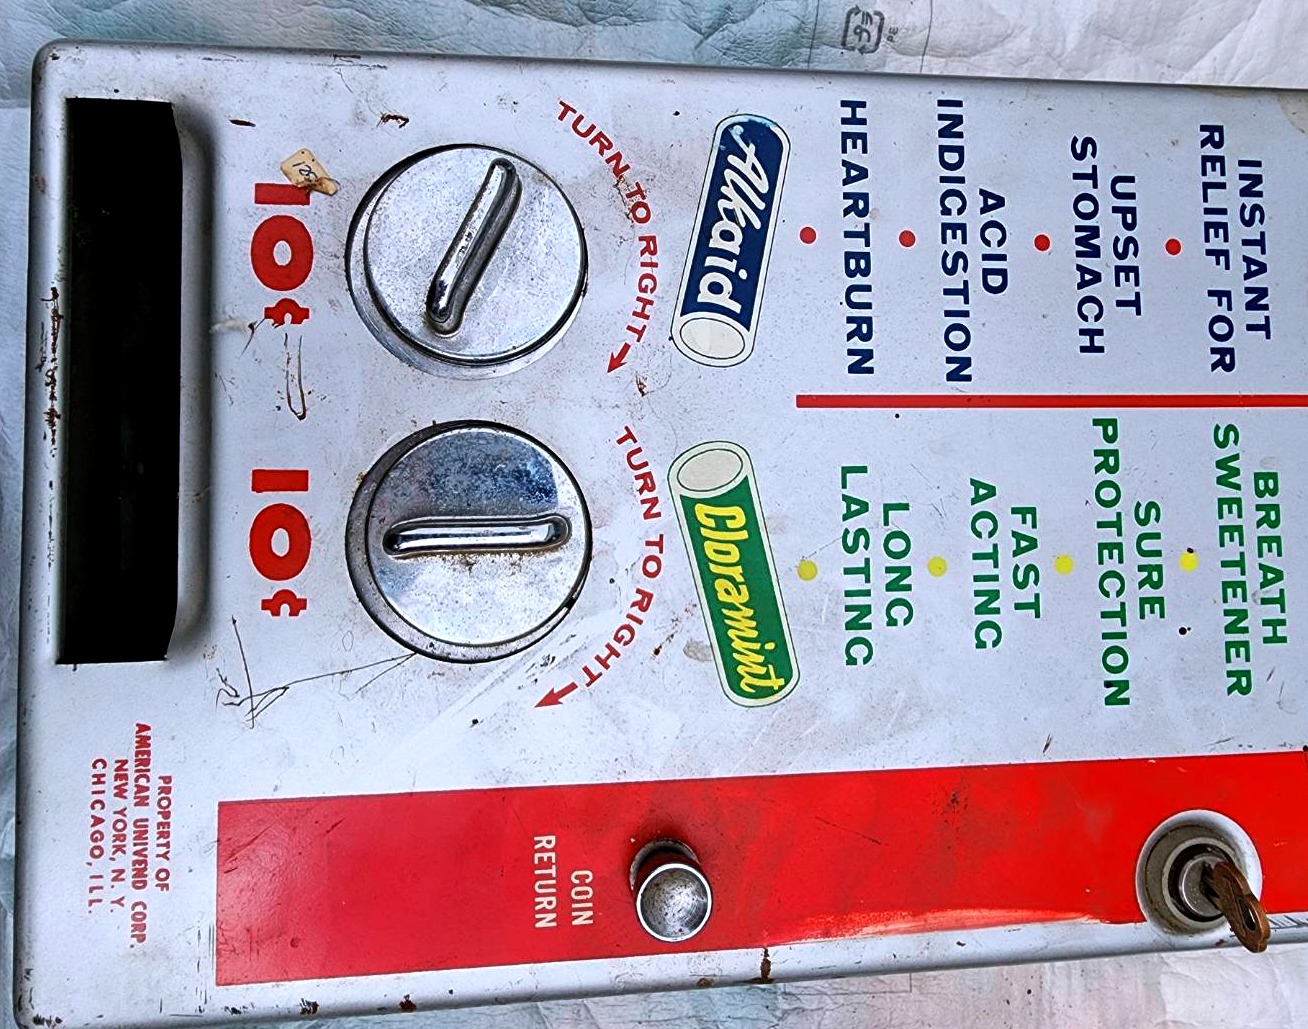 INSTANT
RELIEF FOR
UPSET
STOMACH
ACID
INDIGESTION
HEARTBURN
Alkaid
TURN TO RIGHT
10¢
BREATH
SWEETENER
SURE
PROTECTION
FAST
ACTING
LONG
LASTING
Cloramint
TURN TO RIGHT
10¢
COIN
RETURN
PROPERTY OF
AMERICAN UNIVEND CORP.
NEW YORK, N. Y.
CHICAGO, ILL.